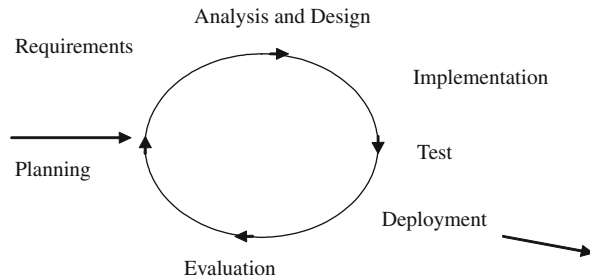 Analysis and Design
Requirements
Implementation
Planning
Test
Deployment
Evaluation